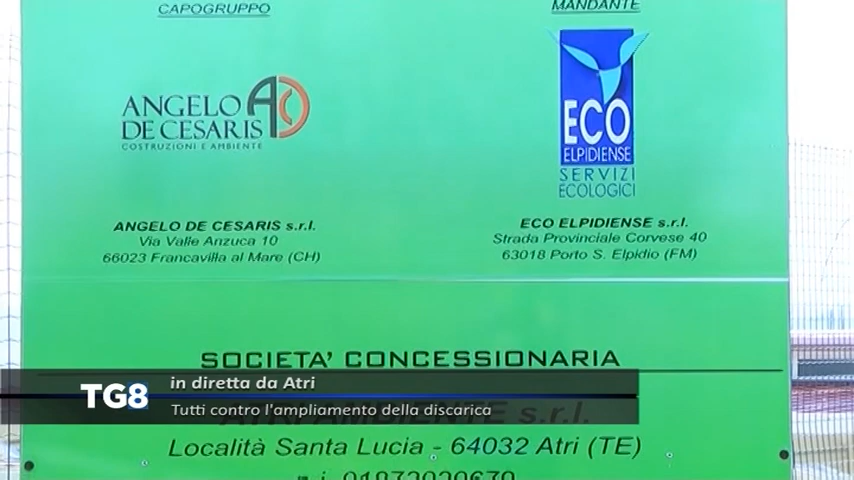 CAPOGRUPPO
MANDANTE
ANGELO
DE CESARIS
COSTRUZIONI E AMBIENTE
ECO
ELPIDIENSE
SERVIZI
ECOLOGICI
ANGELO DE CESARIS s.r.l.
Via Valle Anzuca 10
66023 Francavilla al Mare (CH)
ECO ELPIDIENSE s.r.l.
Strada Provinciale Corvese 40
63018 Porto S. Elpidio (FM)
SOCIETA' CONCESSIONARIA
TG8
in diretta da Atri
Tutti contro l'ampliamento della discarica
ATRI AMBIENTE s.r.l.
Località Santa Lucia - 64032 Atri (TE)